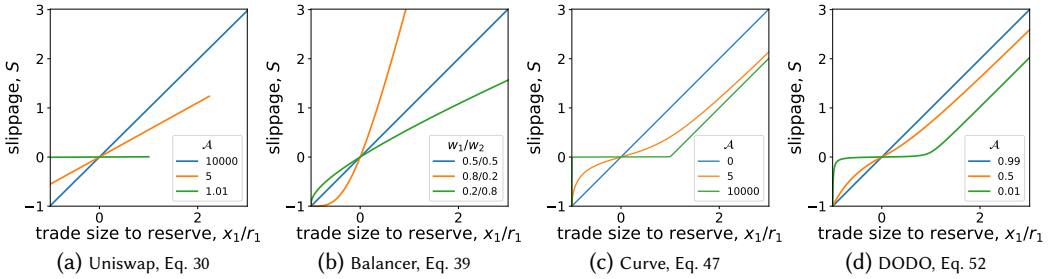 slippage, S
3
2
1
0
−1
0
2
trade size to reserve, x₁/r₁
𝒜
10000
5
1.01
(a) Uniswap, Eq. 30
slippage, S
3
2
1
0
−1
0
2
trade size to reserve, x₁/r₁
w₁/w₂
0.5/0.5
0.8/0.2
0.2/0.8
(b) Balancer, Eq. 39
slippage, S
3
2
1
0
−1
0
2
trade size to reserve, x₁/r₁
𝒜
0
5
10000
(c) Curve, Eq. 47
slippage, S
3
2
1
0
−1
0
2
trade size to reserve, x₁/r₁
𝒜
0.99
0.5
0.01
(d) DODO, Eq. 52